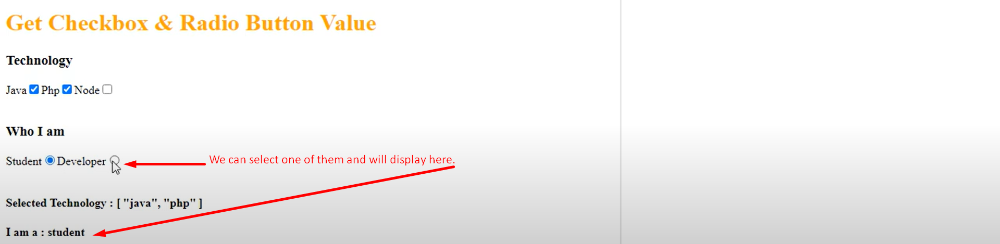 Get Checkbox & Radio Button Value
Technology
Java Php Node
Who I am
Student Developer
We can select one of them and will display here.
Selected Technology : [ "java", "php" ]
I am a : student